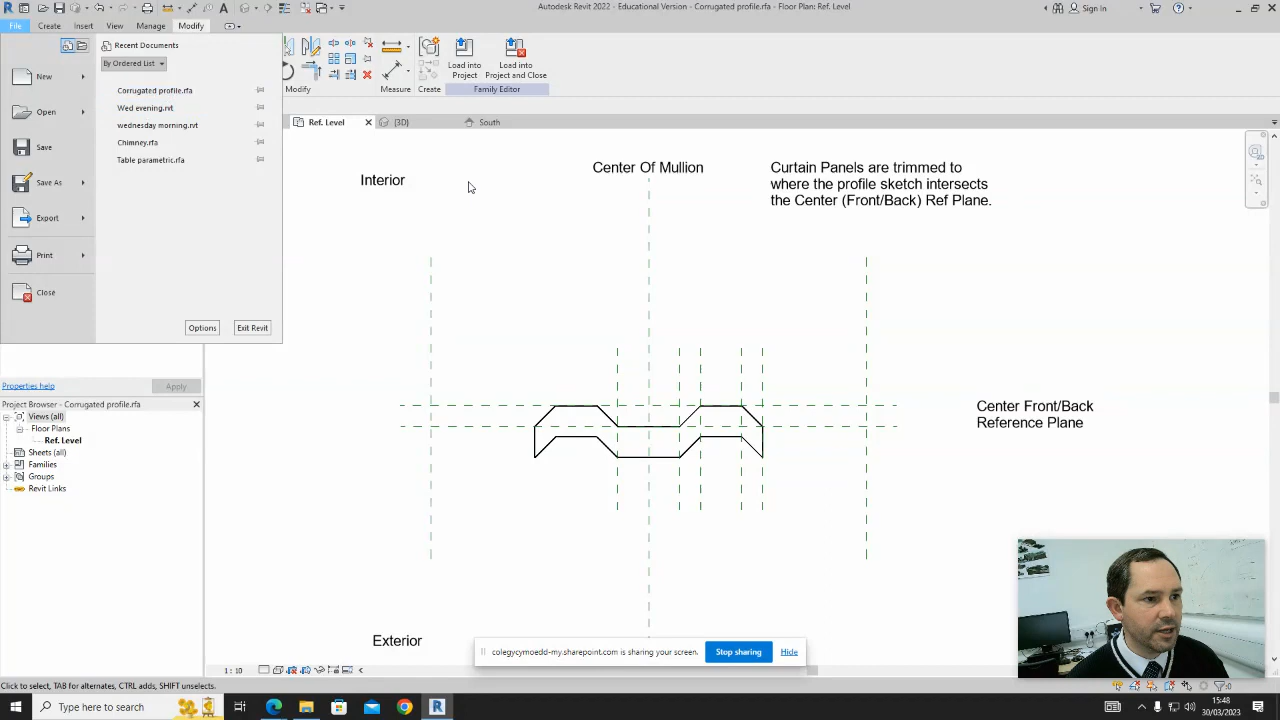 Autodesk Revit 2022 - Educational Version - Corrugated profile.rfa - Floor Plan: Ref. Level
Sign In
File Create Insert View Manage Modify
Recent Documents
By Ordered List
New
Open
Save
Save As
Export
Print
Close
Corrugated profile.rfa
Wed evening.rvt
wednesday morning.rvt
Chimney.rfa
Table parametric.rfa
Options Exit Revit
Load into
Project
Load into
Project and Close
Modify Measure Create Family Editor
Ref. Level {3D} South
Interior
Center Of Mullion
Curtain Panels are trimmed to
where the profile sketch intersects
the Center (Front/Back) Ref Plane.
Center Front/Back
Reference Plane
Exterior
Properties help Apply
Project Browser - Corrugated profile.rfa
Views (all)
Floor Plans
Ref. Level
Sheets (all)
Families
Groups
Revit Links
colegycymoedd-my.sharepoint.com is sharing your screen. Stop sharing Hide
1 : 10
Click to select, TAB for alternates, CTRL adds, SHIFT unselects.
:0
Type here to search
15:48
30/03/2023